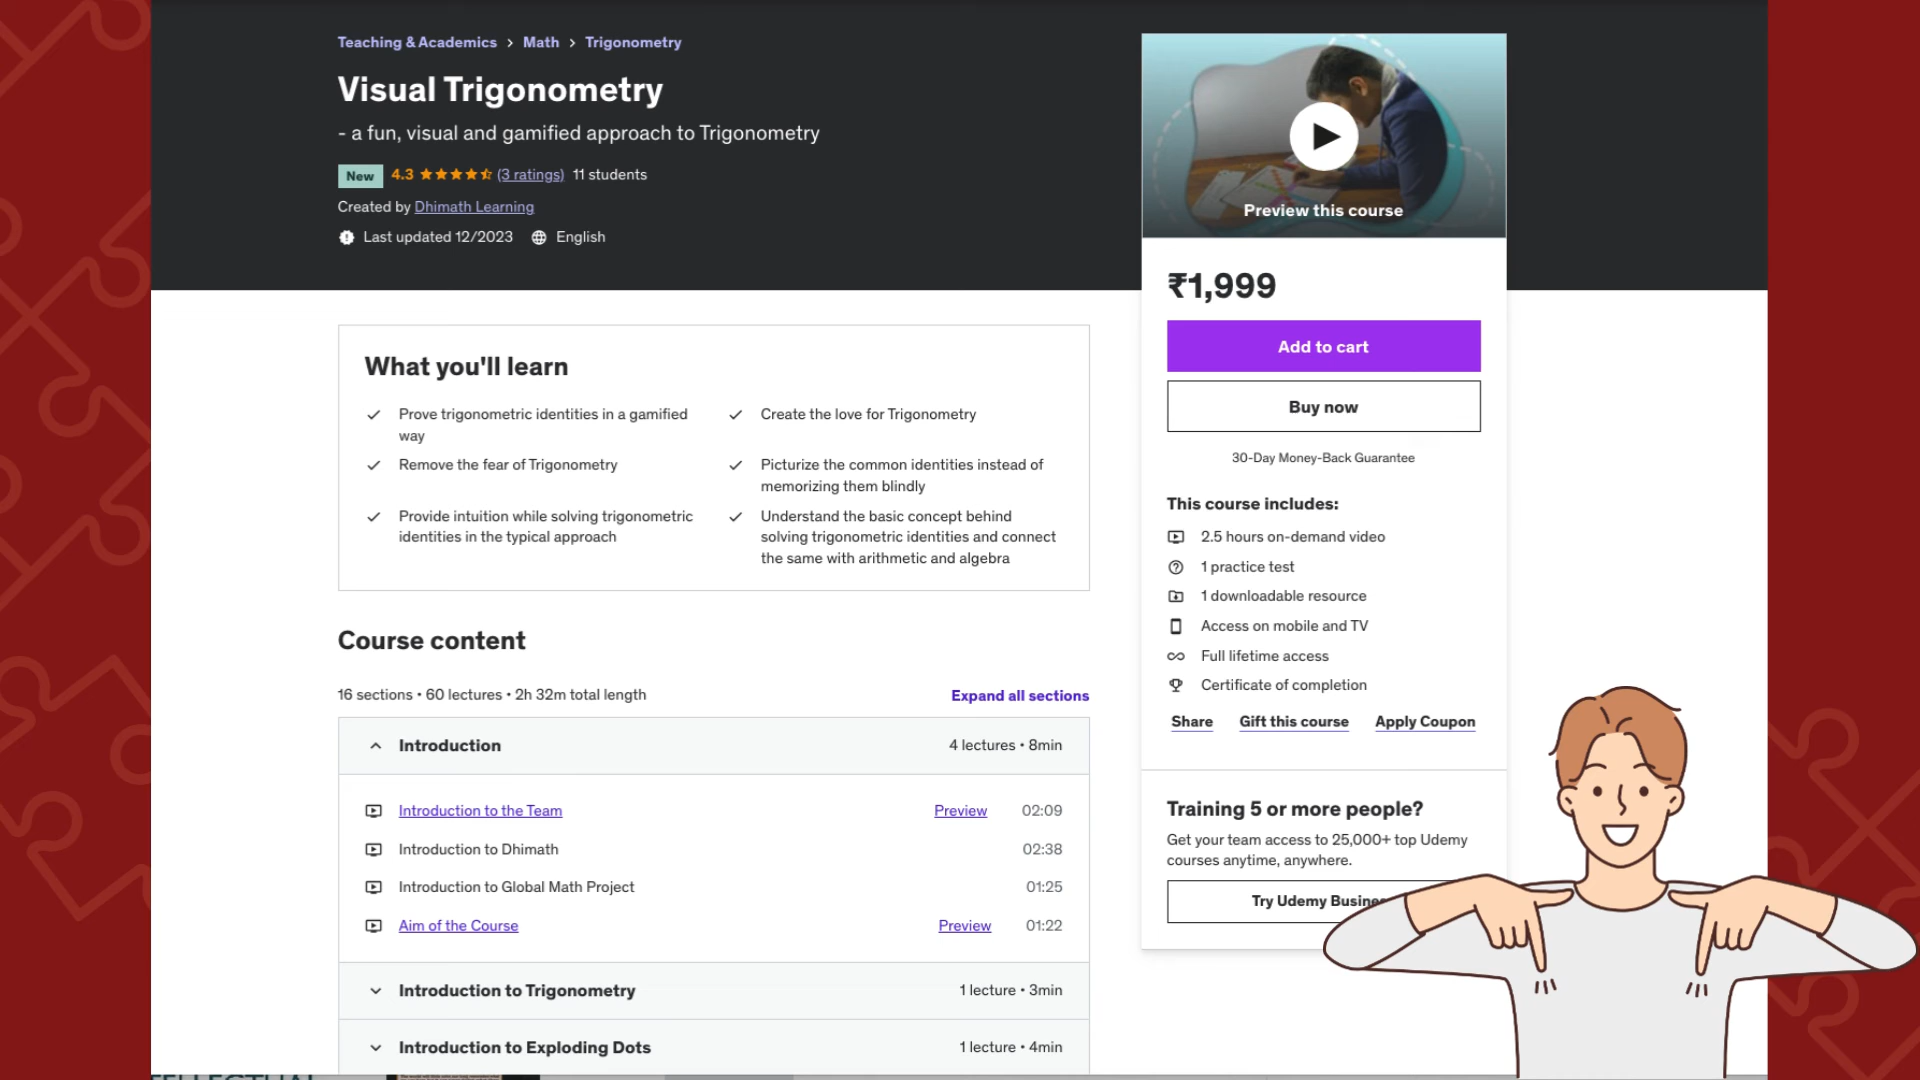 Teaching & Academics > Math > Trigonometry
Visual Trigonometry
- a fun, visual and gamified approach to Trigonometry
New 4.3 (3 ratings) 11 students
Created by Dhimath Learning
Last updated 12/2023 English
Preview this course
₹1,999
Add to cart
Buy now
30-Day Money-Back Guarantee
This course includes:
2.5 hours on-demand video
1 practice test
1 downloadable resource
Access on mobile and TV
Full lifetime access
Certificate of completion
Share Gift this course Apply Coupon
Training 5 or more people?
Get your team access to 25,000+ top Udemy
courses anytime, anywhere.
Try Udemy Busine
What you'll learn
Prove trigonometric identities in a gamified
way
Create the love for Trigonometry
Remove the fear of Trigonometry
Picturize the common identities instead of
memorizing them blindly
Provide intuition while solving trigonometric
identities in the typical approach
Understand the basic concept behind
solving trigonometric identities and connect
the same with arithmetic and algebra
Course content
16 sections • 60 lectures • 2h 32m total length
Expand all sections
Introduction 4 lectures • 8min
Introduction to the Team Preview 02:09
Introduction to Dhimath 02:38
Introduction to Global Math Project 01:25
Aim of the Course Preview 01:22
Introduction to Trigonometry 1 lecture • 3min
Introduction to Exploding Dots 1 lecture • 4min